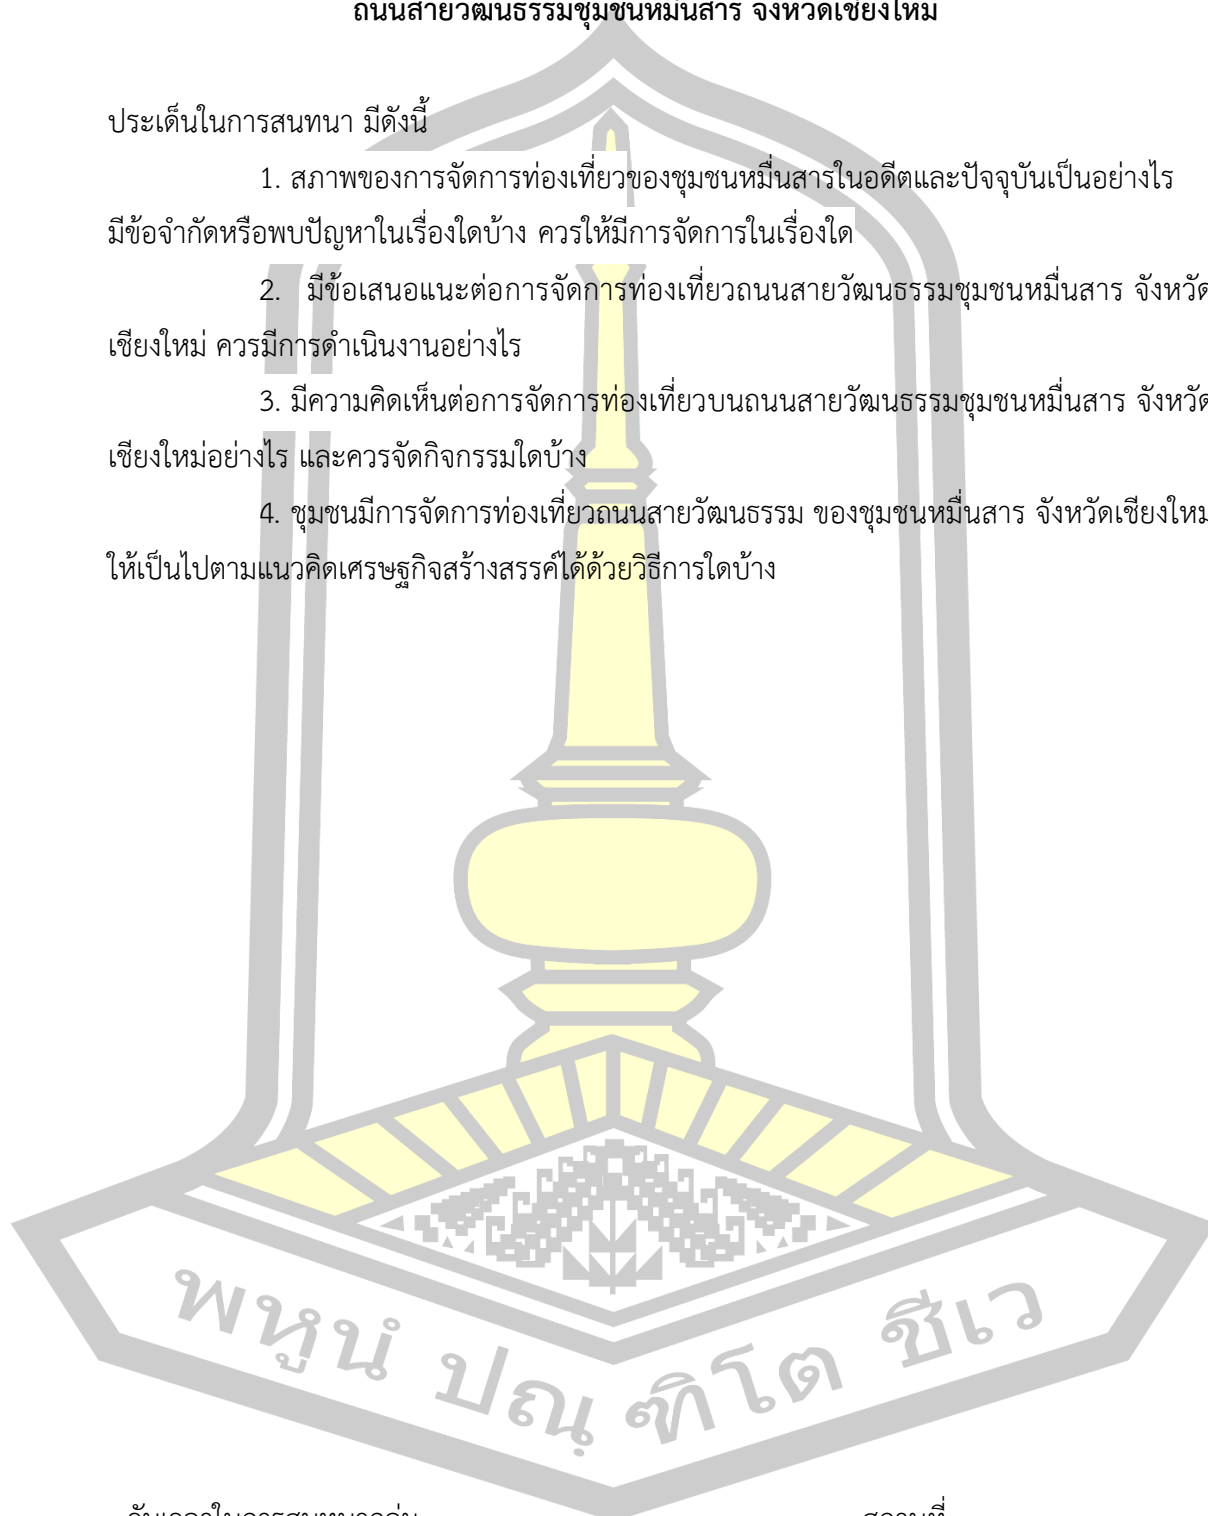 ถนนสายวัฒนธรรมชุมชนหมื่นสาร จังหวัดเชียงใหม่
ประเด็นในการสนทนา มีดังนี้
1. สภาพของการจัดการท่องเที่ยวของชุมชนหมื่นสารในอดีตและปัจจุบันเป็นอย่างไร
มีข้อจำกัดหรือพบปัญหาในเรื่องใดบ้าง ควรให้มีการจัดการในเรื่องใด
2. มีข้อเสนอแนะต่อการจัดการท่องเที่ยวถนนสายวัฒนธรรมชุมชนหมื่นสาร จังหวัด
เชียงใหม่ ควรมีการดำเนินงานอย่างไร
3. มีความคิดเห็นต่อการจัดการท่องเที่ยวบนถนนสายวัฒนธรรมชุมชนหมื่นสาร จังหวัด
เชียงใหม่อย่างไร และควรจัดกิจกรรมใดบ้าง
4. ชุมชนมีการจัดการท่องเที่ยวถนนสายวัฒนธรรม ของชุมชนหมื่นสาร จังหวัดเชียงใหม่
ให้เป็นไปตามแนวคิดเศรษฐกิจสร้างสรรค์ได้ด้วยวิธีการใดบ้าง
พหูนํ ปณฺฑิโต ชีเว
สถานที่